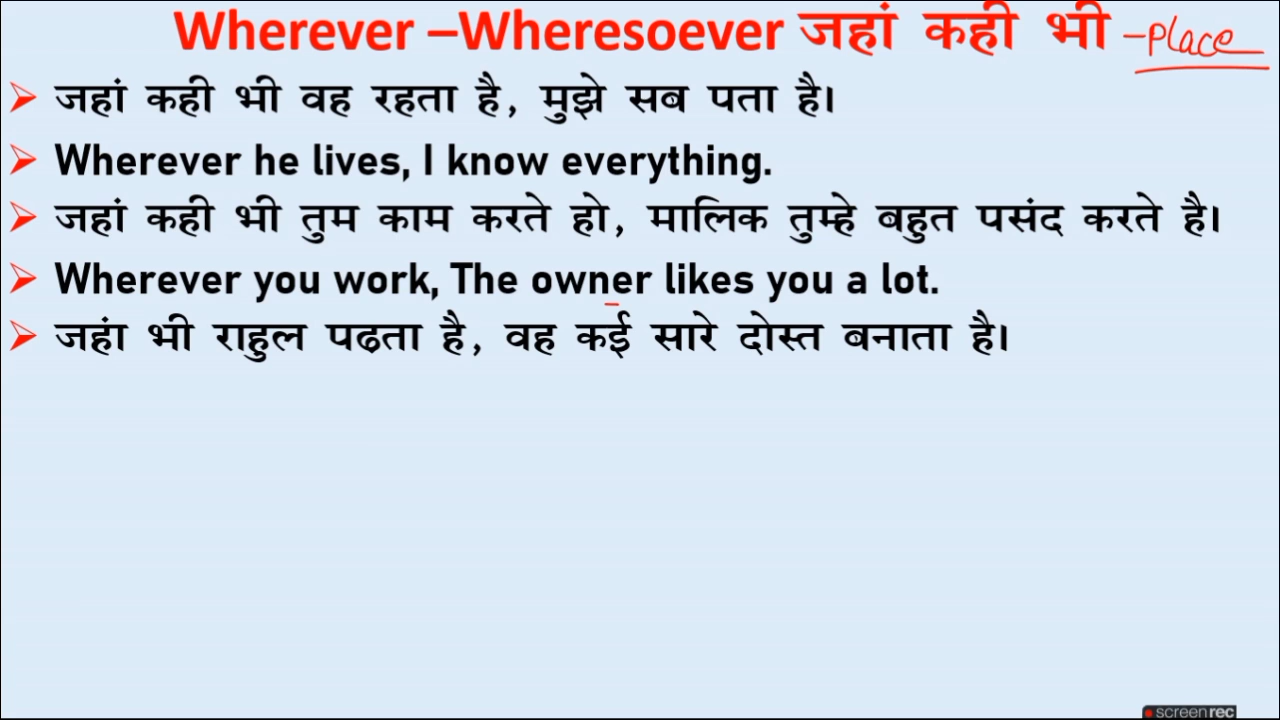 Wherever –Wheresoever जहां कही भी –place
➢ जहां कही भी वह रहता है, मुझे सब पता है।
➢ Wherever he lives, I know everything.
➢ जहां कही भी तुम काम करते हो, मालिक तुम्हे बहुत पसंद करते है।
➢ Wherever you work, The owner likes you a lot.
➢ जहां भी राहुल पढता है, वह कई सारे दोस्त बनाता है।
screenrec